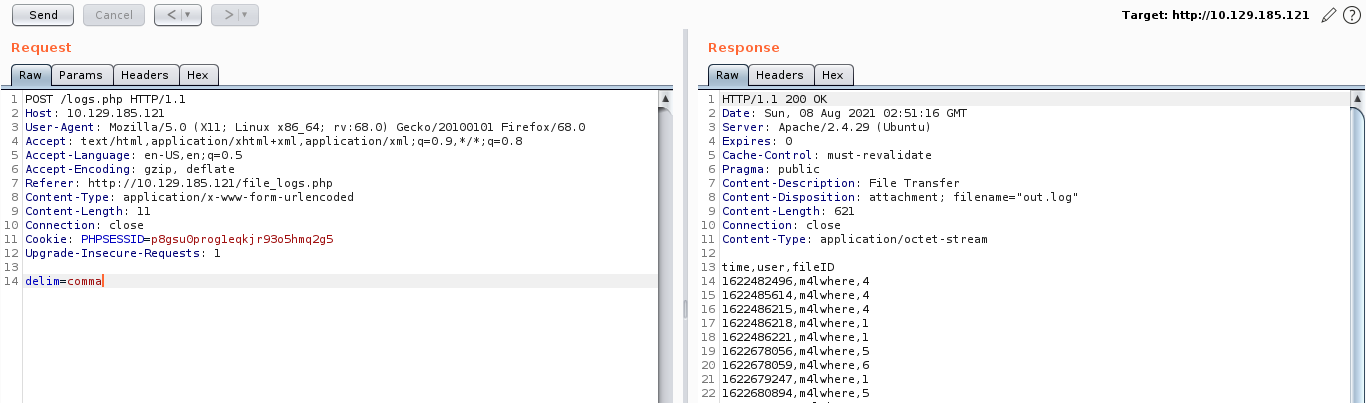 Send Cancel < > Target: http://10.129.185.121 ?
Request
Raw Params Headers Hex
1 POST /logs.php HTTP/1.1
2 Host: 10.129.185.121
3 User-Agent: Mozilla/5.0 (X11; Linux x86_64; rv:68.0) Gecko/20100101 Firefox/68.0
4 Accept: text/html,application/xhtml+xml,application/xml;q=0.9,*/*;q=0.8
5 Accept-Language: en-US,en;q=0.5
6 Accept-Encoding: gzip, deflate
7 Referer: http://10.129.185.121/file_logs.php
8 Content-Type: application/x-www-form-urlencoded
9 Content-Length: 11
10 Connection: close
11 Cookie: PHPSESSID=p8gsu0prog1eqkjr93o5hmq2g5
12 Upgrade-Insecure-Requests: 1
13
14 delim=comma
Response
Raw Headers Hex
1 HTTP/1.1 200 OK
2 Date: Sun, 08 Aug 2021 02:51:16 GMT
3 Server: Apache/2.4.29 (Ubuntu)
4 Expires: 0
5 Cache-Control: must-revalidate
6 Pragma: public
7 Content-Description: File Transfer
8 Content-Disposition: attachment; filename="out.log"
9 Content-Length: 621
10 Connection: close
11 Content-Type: application/octet-stream
12
13 time,user,fileID
14 1622482496,m4lwhere,4
15 1622485614,m4lwhere,4
16 1622486215,m4lwhere,4
17 1622486218,m4lwhere,1
18 1622486221,m4lwhere,1
19 1622678056,m4lwhere,5
20 1622678059,m4lwhere,6
21 1622679247,m4lwhere,1
22 1622680894,m4lwhere,5